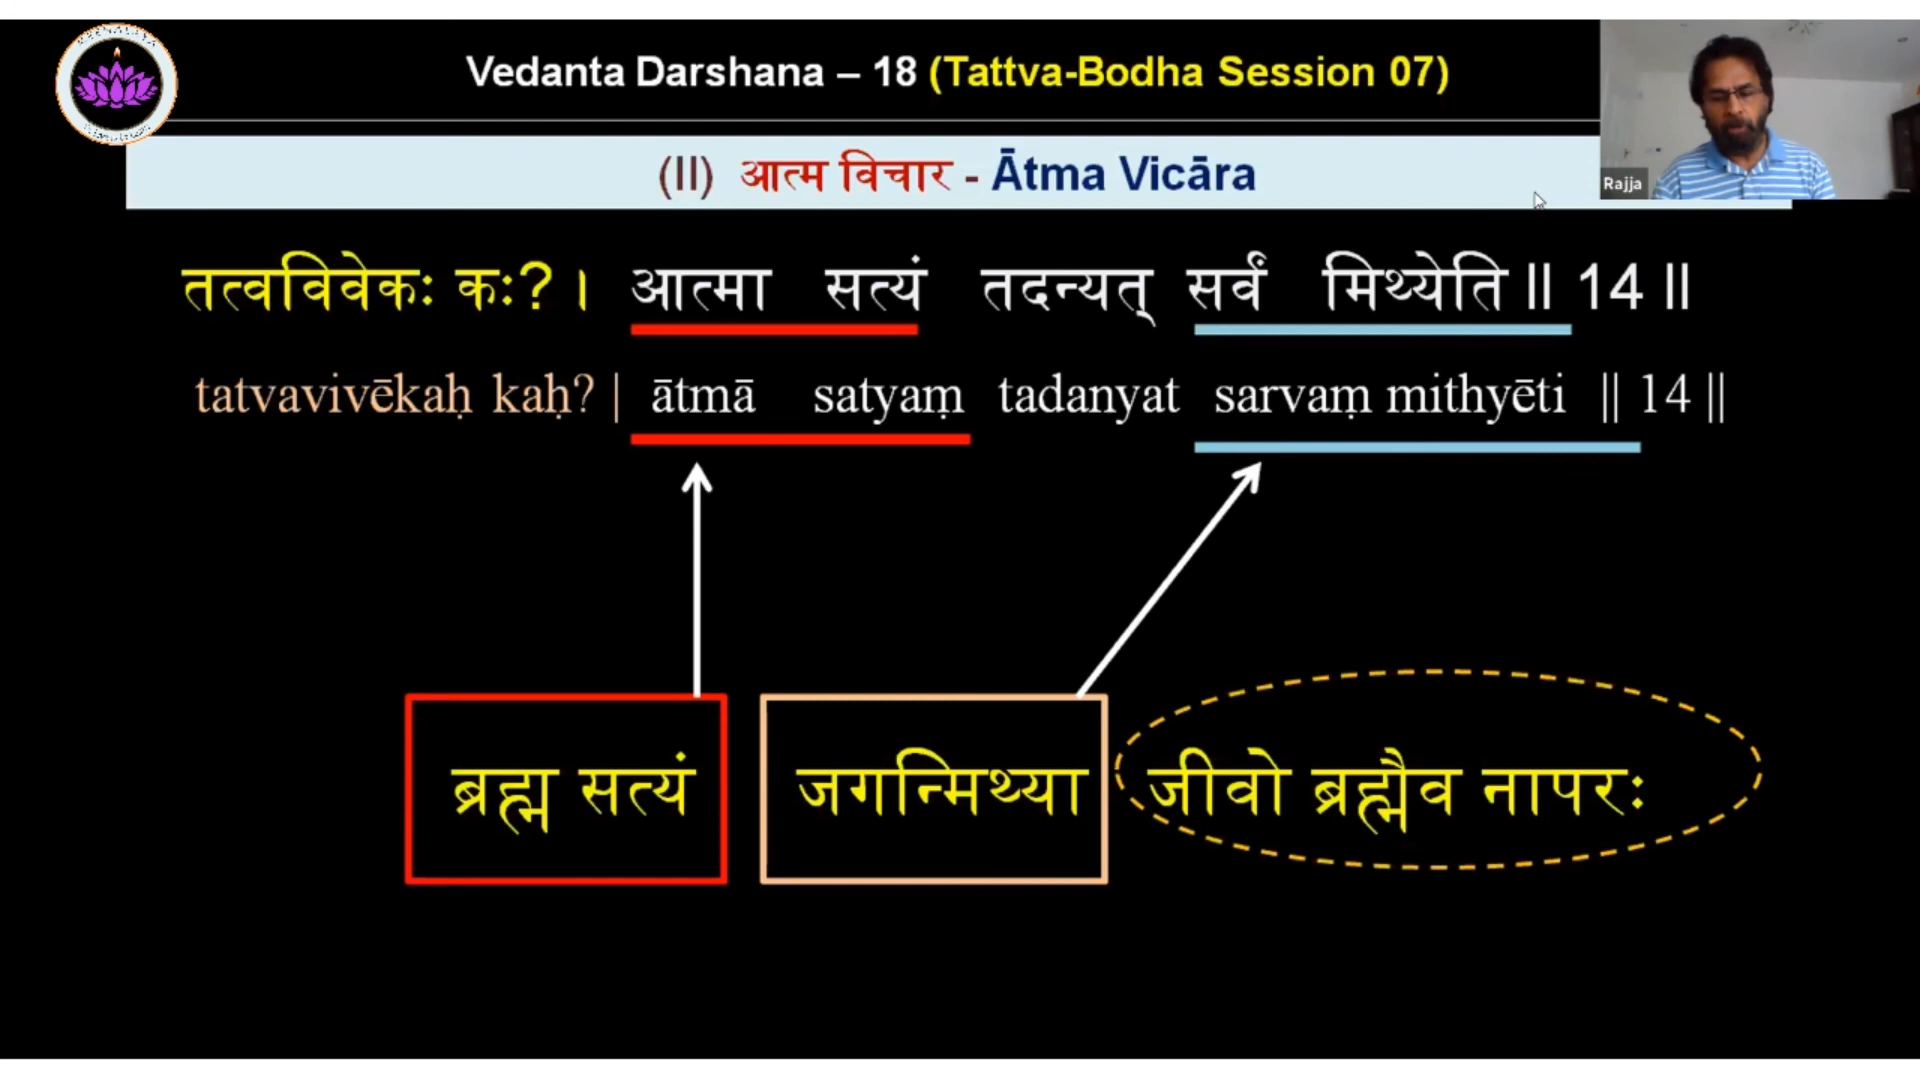 Vedanta Darshana – 18 (Tattva-Bodha Session 07)
Rajja
(II) आत्म विचार - Ātma Vicāra
तत्वविवेकः कः? । आत्मा सत्यं तदन्यत् सर्वं मिथ्येति ॥ 14 ॥
tatvavivēkaḥ kaḥ? | ātmā satyaṃ tadanyat sarvaṃ mithyēti || 14 ||
ब्रह्म सत्यं जगन्मिथ्या जीवो ब्रह्मैव नापरः